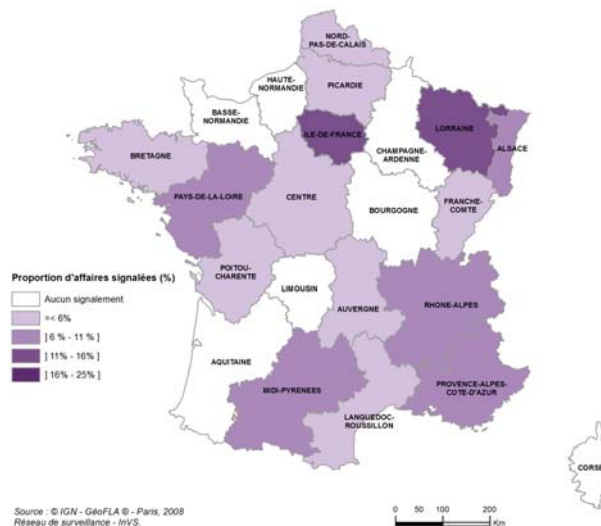 NORD-
PAS-DE-CALAIS
HAUTE-
NORMANDIE
PICARDIE
BASSE-
NORMANDIE
ILE-DE-FRANCE
LORRAINE
ALSACE
CHAMPAGNE-
ARDENNE
BRETAGNE
PAYS-DE-LA-LOIRE
CENTRE
BOURGOGNE
FRANCHE-
COMTE
POITOU-
CHARENTE
LIMOUSIN
AUVERGNE
RHONE-ALPES
AQUITAINE
MIDI-PYRENEES
LANGUEDOC-
ROUSSILLON
PROVENCE-ALPES-
COTE-D'AZUR
CORSE
Proportion d'affaires signalées (%)
Aucun signalement
=< 6%
] 6 % - 11 % ]
] 11% - 16% ]
] 16% - 25% ]
Source : © IGN - GéoFLA © - Paris, 2008
Réseau de surveillance - InVS.
0 50 100 200
Km